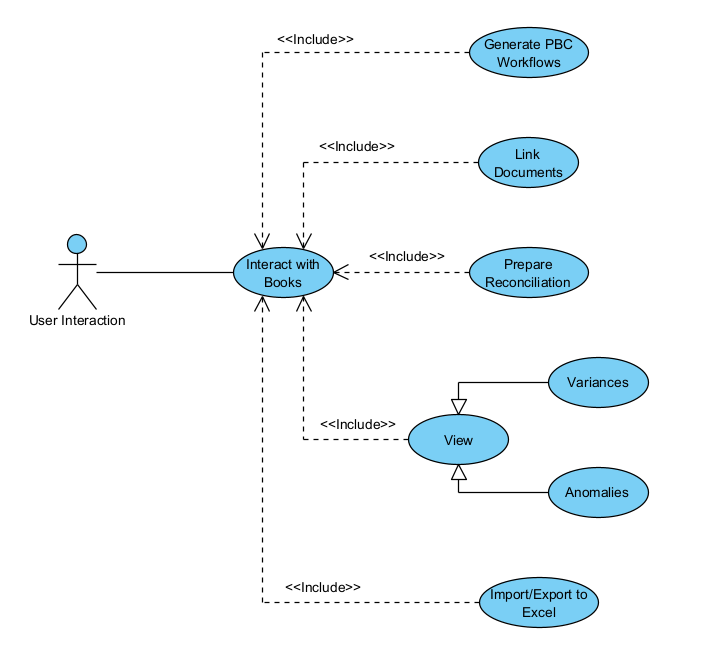 <<Include>>
Generate PBC
Workflows
<<Include>>
Link
Documents
<<Include>>
Interact with
Books
Prepare
Reconciliation
User Interaction
Variances
<<Include>>
View
Anomalies
<<Include>>
Import/Export to
Excel